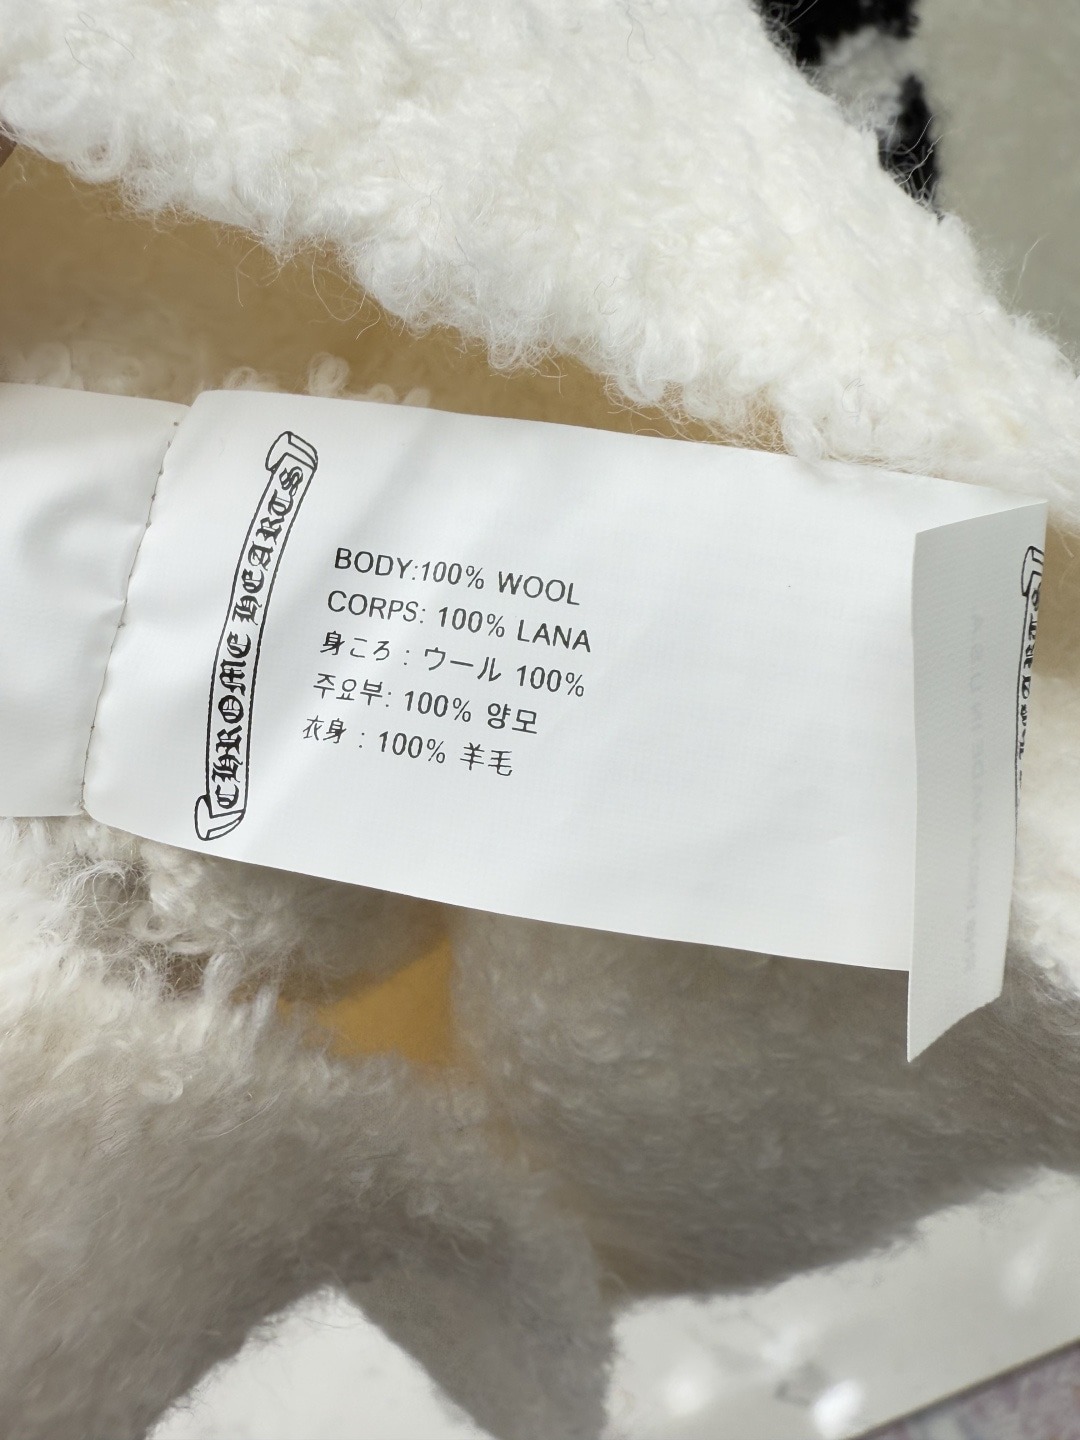 CHROME HEARTS
BODY:100% WOOL
CORPS: 100% LANA
身ころ : ウール 100%
주요부: 100% 양모
衣身 : 100% 羊毛